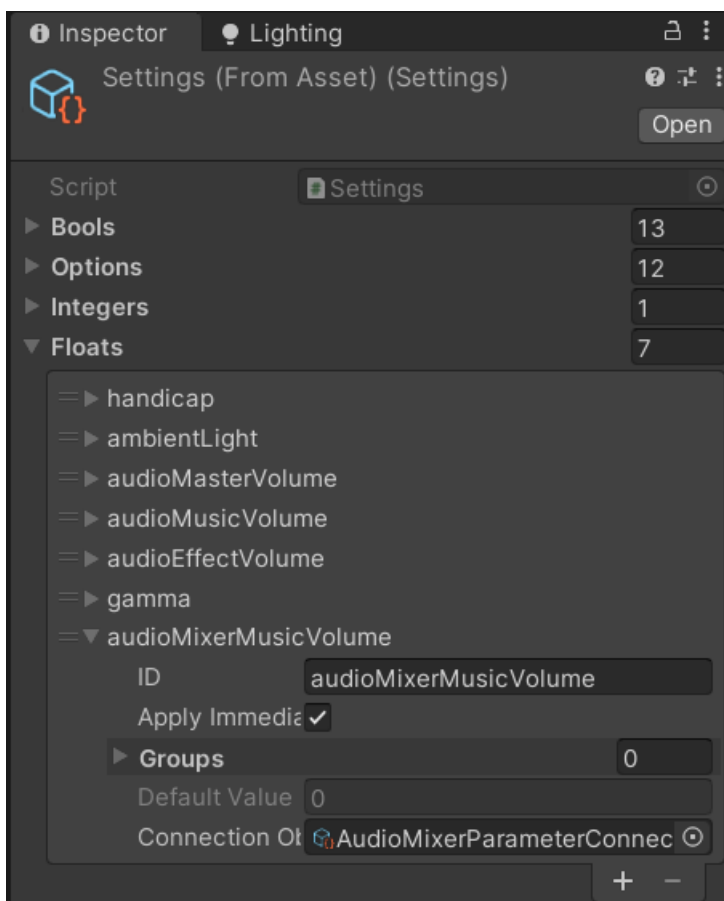 Inspector Lighting
Settings (From Asset) (Settings)
Open
Script Settings
Bools 13
Options 12
Integers 1
Floats 7
handicap
ambientLight
audioMasterVolume
audioMusicVolume
audioEffectVolume
gamma
audioMixerMusicVolume
ID audioMixerMusicVolume
Apply Immedia
Groups 0
Default Value 0
Connection Ob AudioMixerParameterConnec